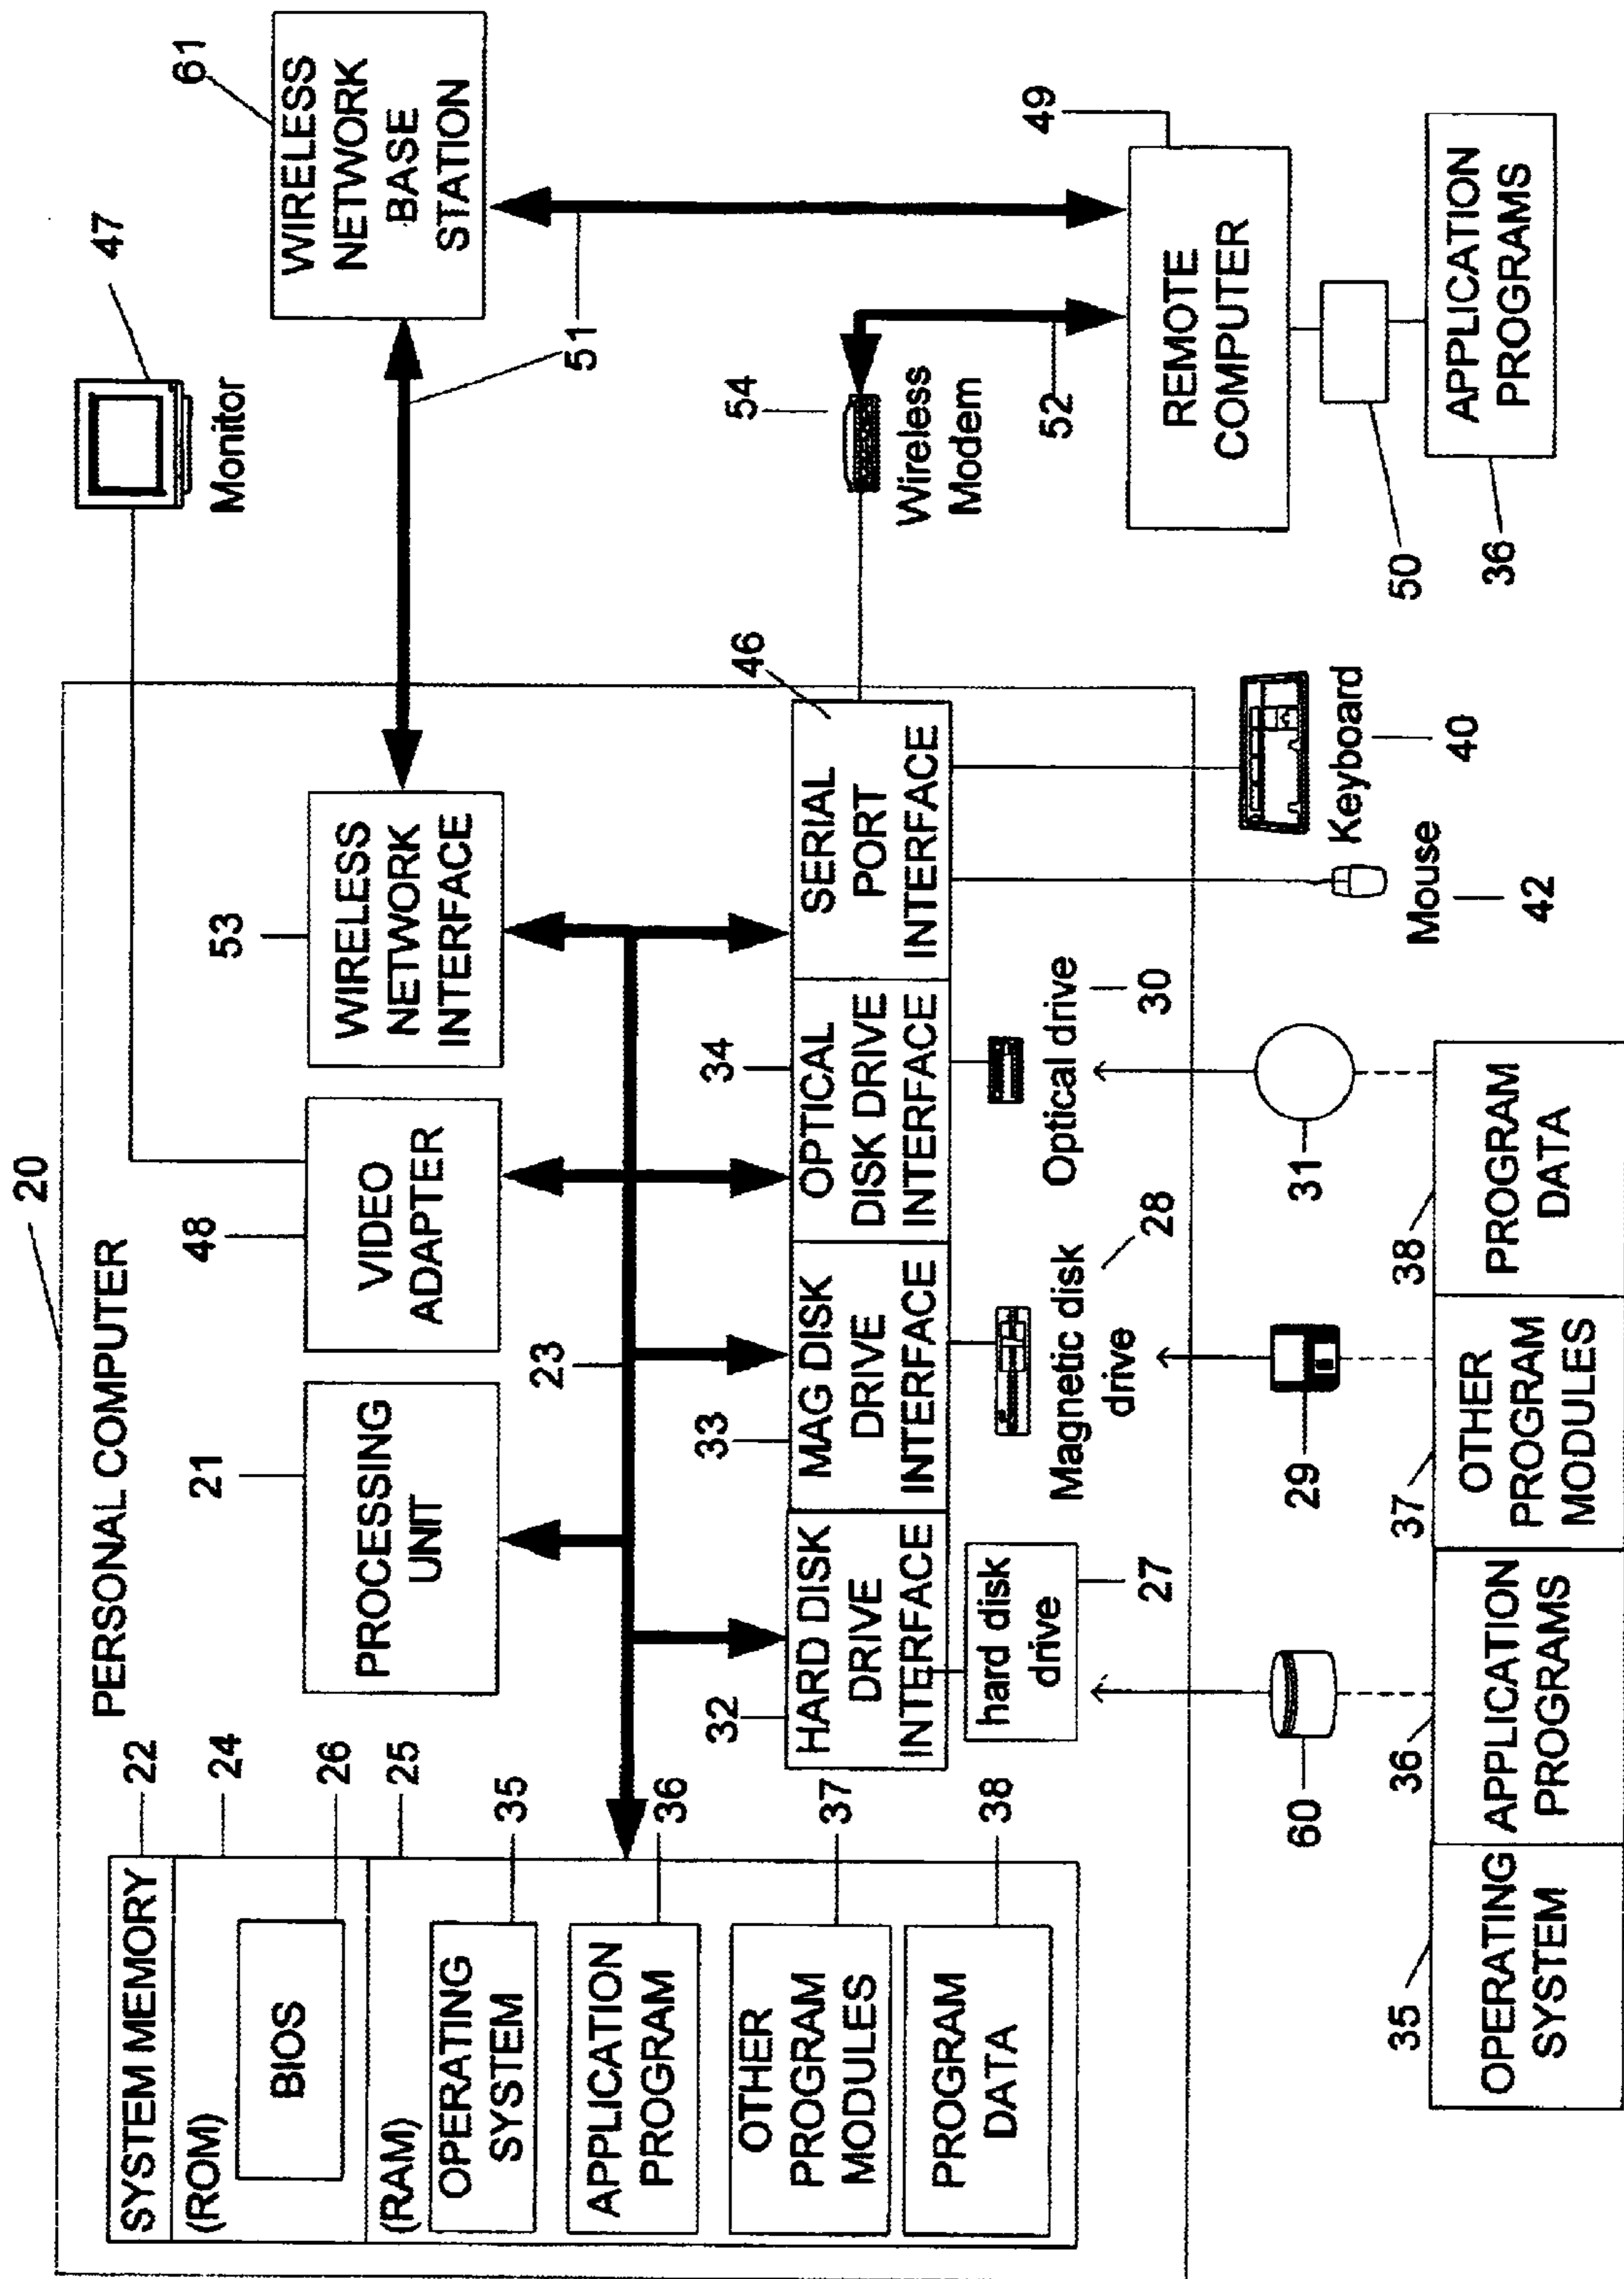 20
PERSONAL COMPUTER
47
Monitor
61
WIRELESS
NETWORK
BASE
STATION
SYSTEM MEMORY
22
(ROM)
24
BIOS
26
(RAM)
25
OPERATING
SYSTEM
35
APPLICATION
PROGRAM
36
OTHER
PROGRAM
MODULES
37
PROGRAM
DATA
38
21
PROCESSING
UNIT
48
VIDEO
ADAPTER
53
WIRELESS
NETWORK
INTERFACE
51
23
32
HARD DISK
DRIVE
INTERFACE
33
MAG DISK
DRIVE
INTERFACE
34
OPTICAL
DISK DRIVE
INTERFACE
46
SERIAL
PORT
INTERFACE
54
Wireless
Modem
52
49
REMOTE
COMPUTER
50
APPLICATION
PROGRAMS
36
hard disk
drive
27
Magnetic disk
drive
28
Optical drive
30
Keyboard
40
Mouse
42
60
29
31
35
OPERATING
SYSTEM
36
APPLICATION
PROGRAMS
37
OTHER
PROGRAM
MODULES
38
PROGRAM
DATA